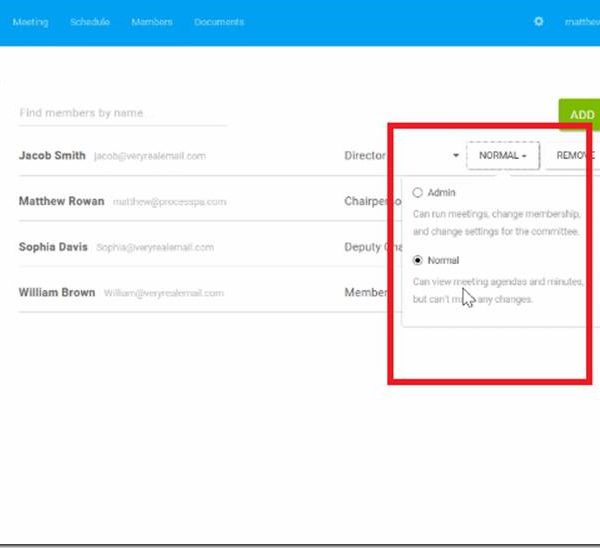 Meeting Schedule Members Documents matthew
Find members by name... ADD
Jacob Smith jacob@veryrealemail.com Director NORMAL REMOVE
Admin
Matthew Rowan matthew@processpa.com Chairperso
Can run meetings, change membership,
and change settings for the committee.
Sophia Davis Sophia@veryrealemail.com Deputy Cha
Normal
Can view meeting agendas and minutes,
William Brown William@veryrealemail.com Member
but can't any changes.